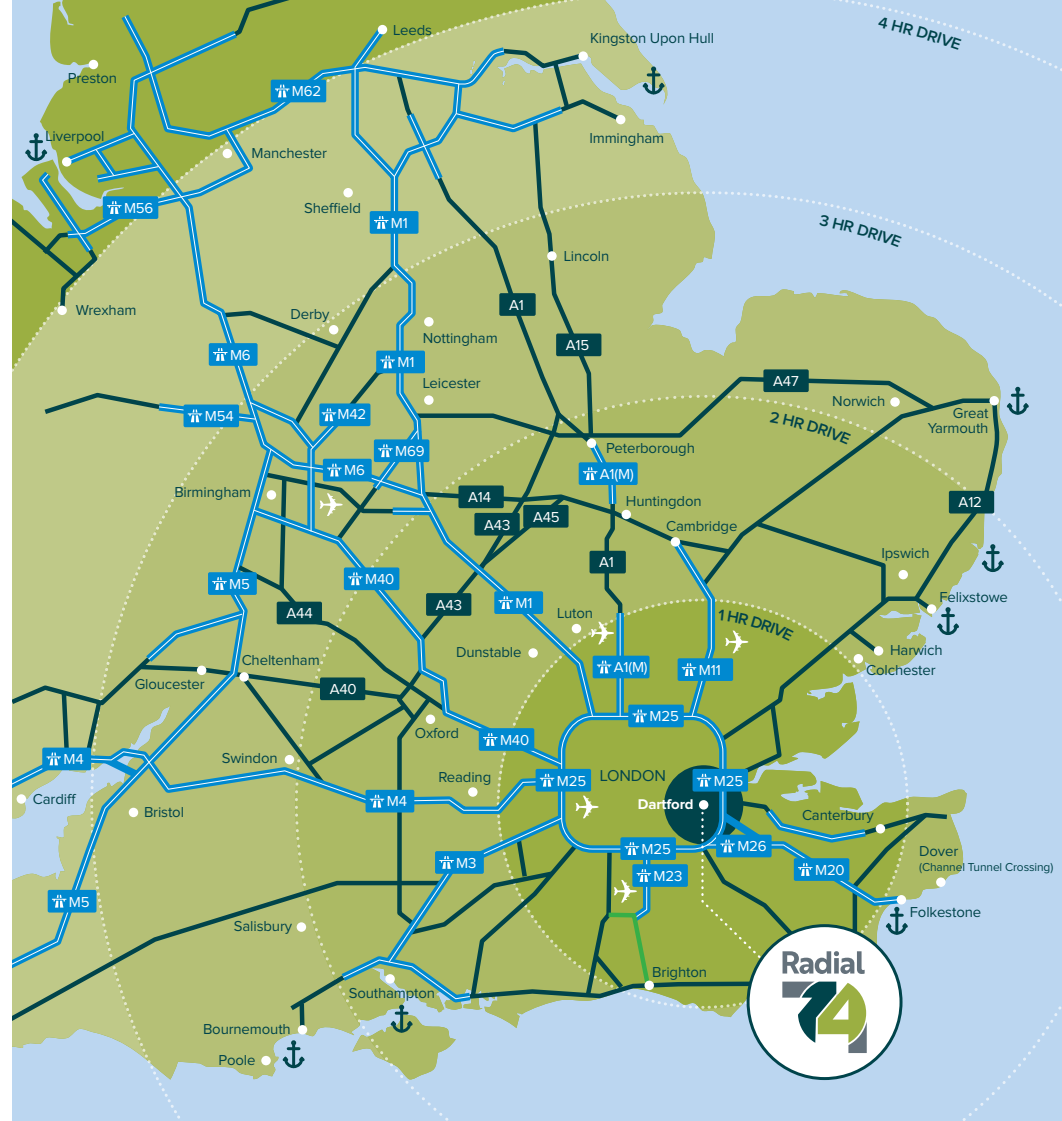 4 HR DRIVE
Leeds
Kingston Upon Hull
Preston
M62
Immingham
Liverpool
Manchester
Sheffield
M56
M1
3 HR DRIVE
Lincoln
Wrexham
Derby
A1
Nottingham
A15
M6
M1
Leicester
A47
Norwich
Great
Yarmouth
M54
M42
2 HR DRIVE
M69
Peterborough
M6
A1(M)
Birmingham
A14
Huntingdon
A12
A43
A45
Cambridge
Ipswich
A1
M5
M40
Felixstowe
A44
A43
M1
Luton
1 HR DRIVE
Dunstable
Harwich
Colchester
Cheltenham
Gloucester
A1(M)
M11
A40
M25
Oxford
M40
M4
Swindon
Reading
M25
LONDON
M25
Cardiff
Bristol
M4
Dartford
Canterbury
M25
M26
Dover
(Channel Tunnel Crossing)
M3
M23
M20
M5
Folkestone
Salisbury
Radial
74
Brighton
Southampton
Bournemouth
Poole